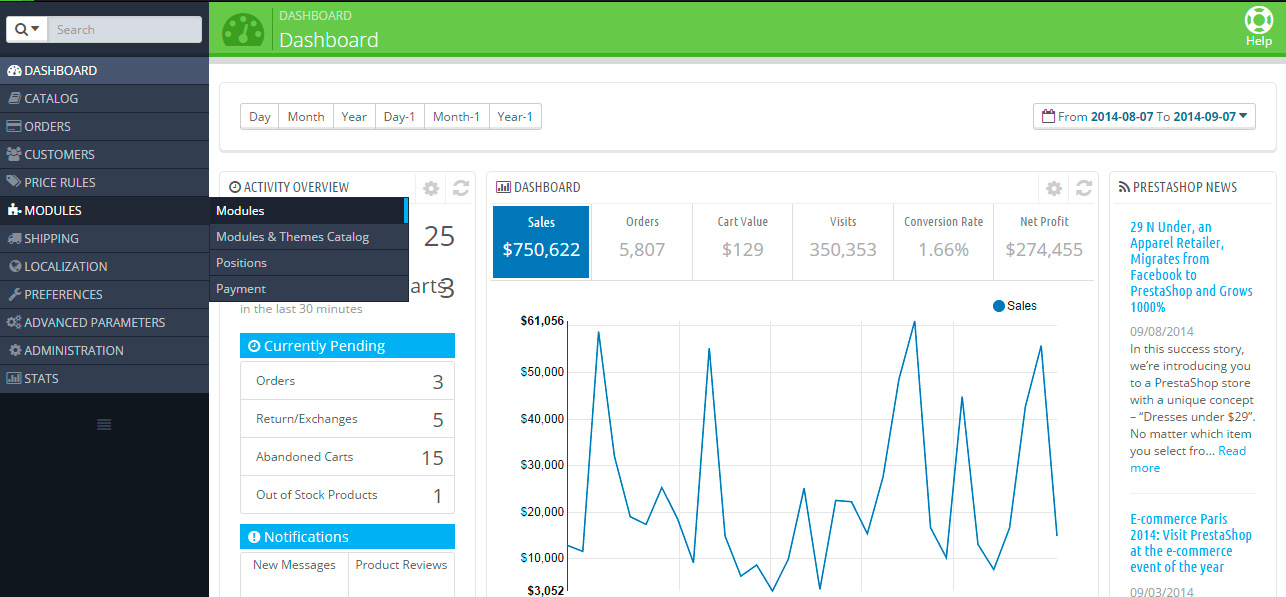 Search
DASHBOARD
Dashboard
Help
DASHBOARD
CATALOG
ORDERS
CUSTOMERS
PRICE RULES
MODULES
SHIPPING
LOCALIZATION
PREFERENCES
ADVANCED PARAMETERS
ADMINISTRATION
STATS
Modules
Modules & Themes Catalog
Positions
Payment
Day Month Year Day-1 Month-1 Year-1
From 2014-08-07 To 2014-09-07
ACTIVITY OVERVIEW
25
arts 3
in the last 30 minutes
Currently Pending
Orders 3
Return/Exchanges 5
Abandoned Carts 15
Out of Stock Products 1
Notifications
New Messages Product Reviews
DASHBOARD
Sales Orders Cart Value Visits Conversion Rate Net Profit
$750,622 5,807 $129 350,353 1.66% $274,455
Sales
$61,056
$50,000
$40,000
$30,000
$20,000
$10,000
$3,052
PRESTASHOP NEWS
29 N Under, an
Apparel Retailer,
Migrates from
Facebook to
PrestaShop and Grows
1000%
09/08/2014
In this success story,
we’re introducing you
to a PrestaShop store
with a unique concept
– “Dresses under $29”.
No matter which item
you select fro... Read
more
E-commerce Paris
2014: Visit PrestaShop
at the e-commerce
event of the year
09/03/2014